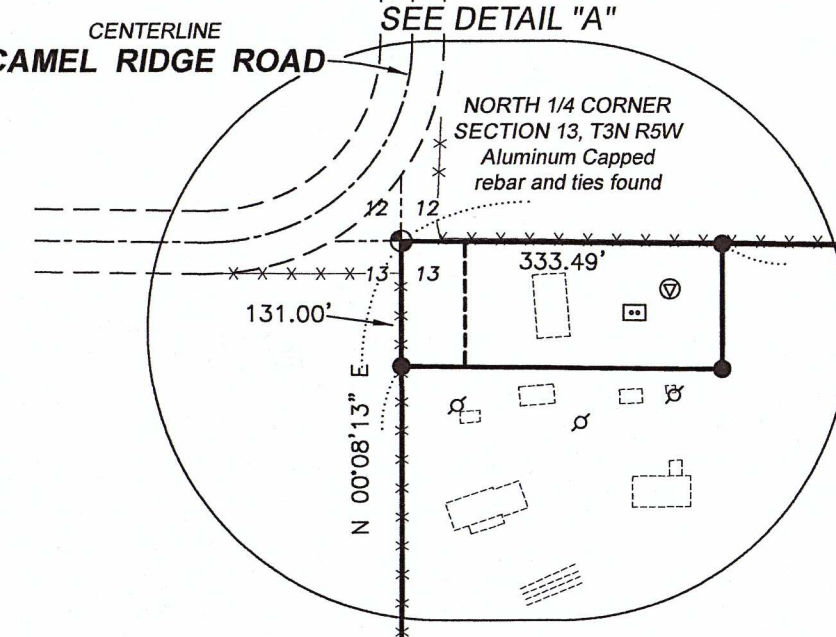 SEE DETAIL "A"
CENTERLINE
CAMEL RIDGE ROAD
NORTH 1/4 CORNER
SECTION 13, T3N R5W
Aluminum Capped
rebar and ties found
12 12
13 13
333.49'
131.00'
N 00°08'13" E